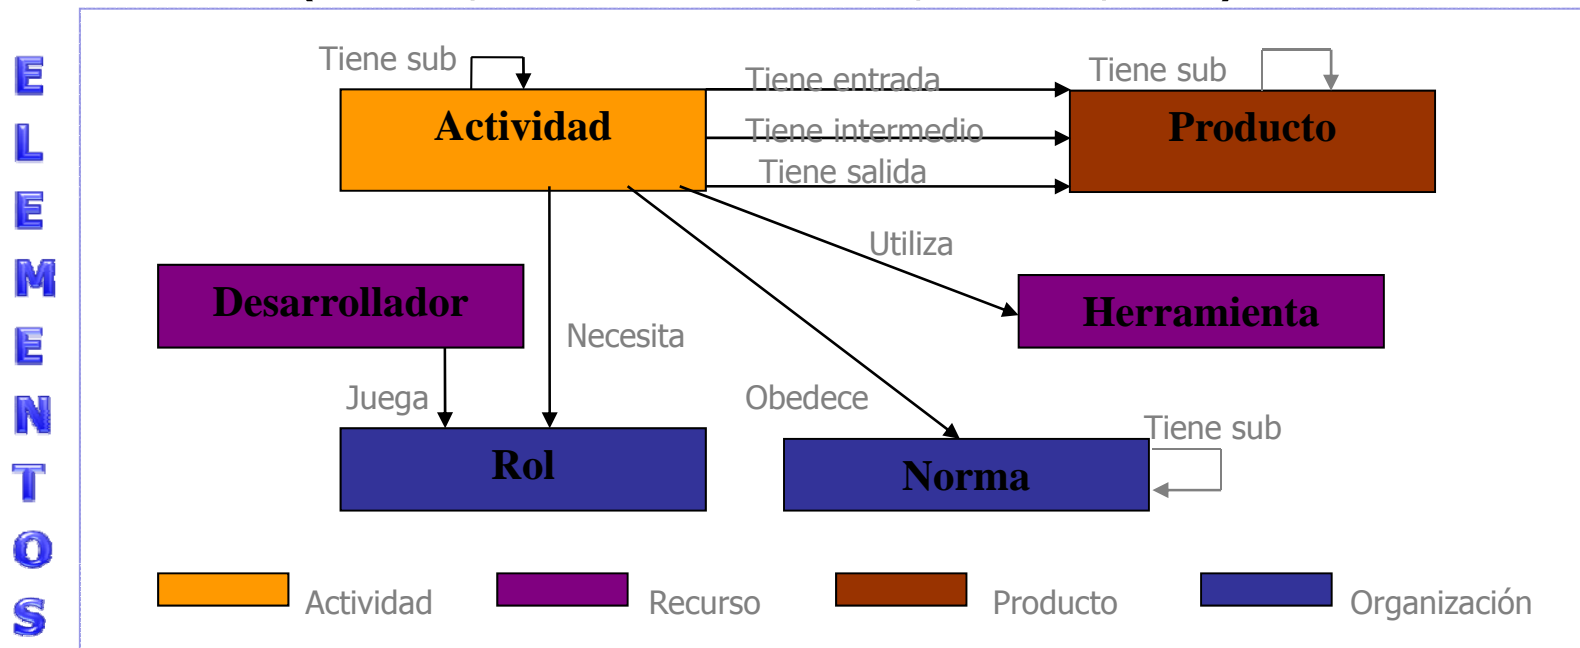 ELEMENTOS
Tiene sub
Tiene entrada
Tiene sub
Actividad
Tiene intermedio
Producto
Tiene salida
Utiliza
Desarrollador
Herramienta
Necesita
Juega
Obedece
Tiene sub
Rol
Norma
Actividad
Recurso
Producto
Organización